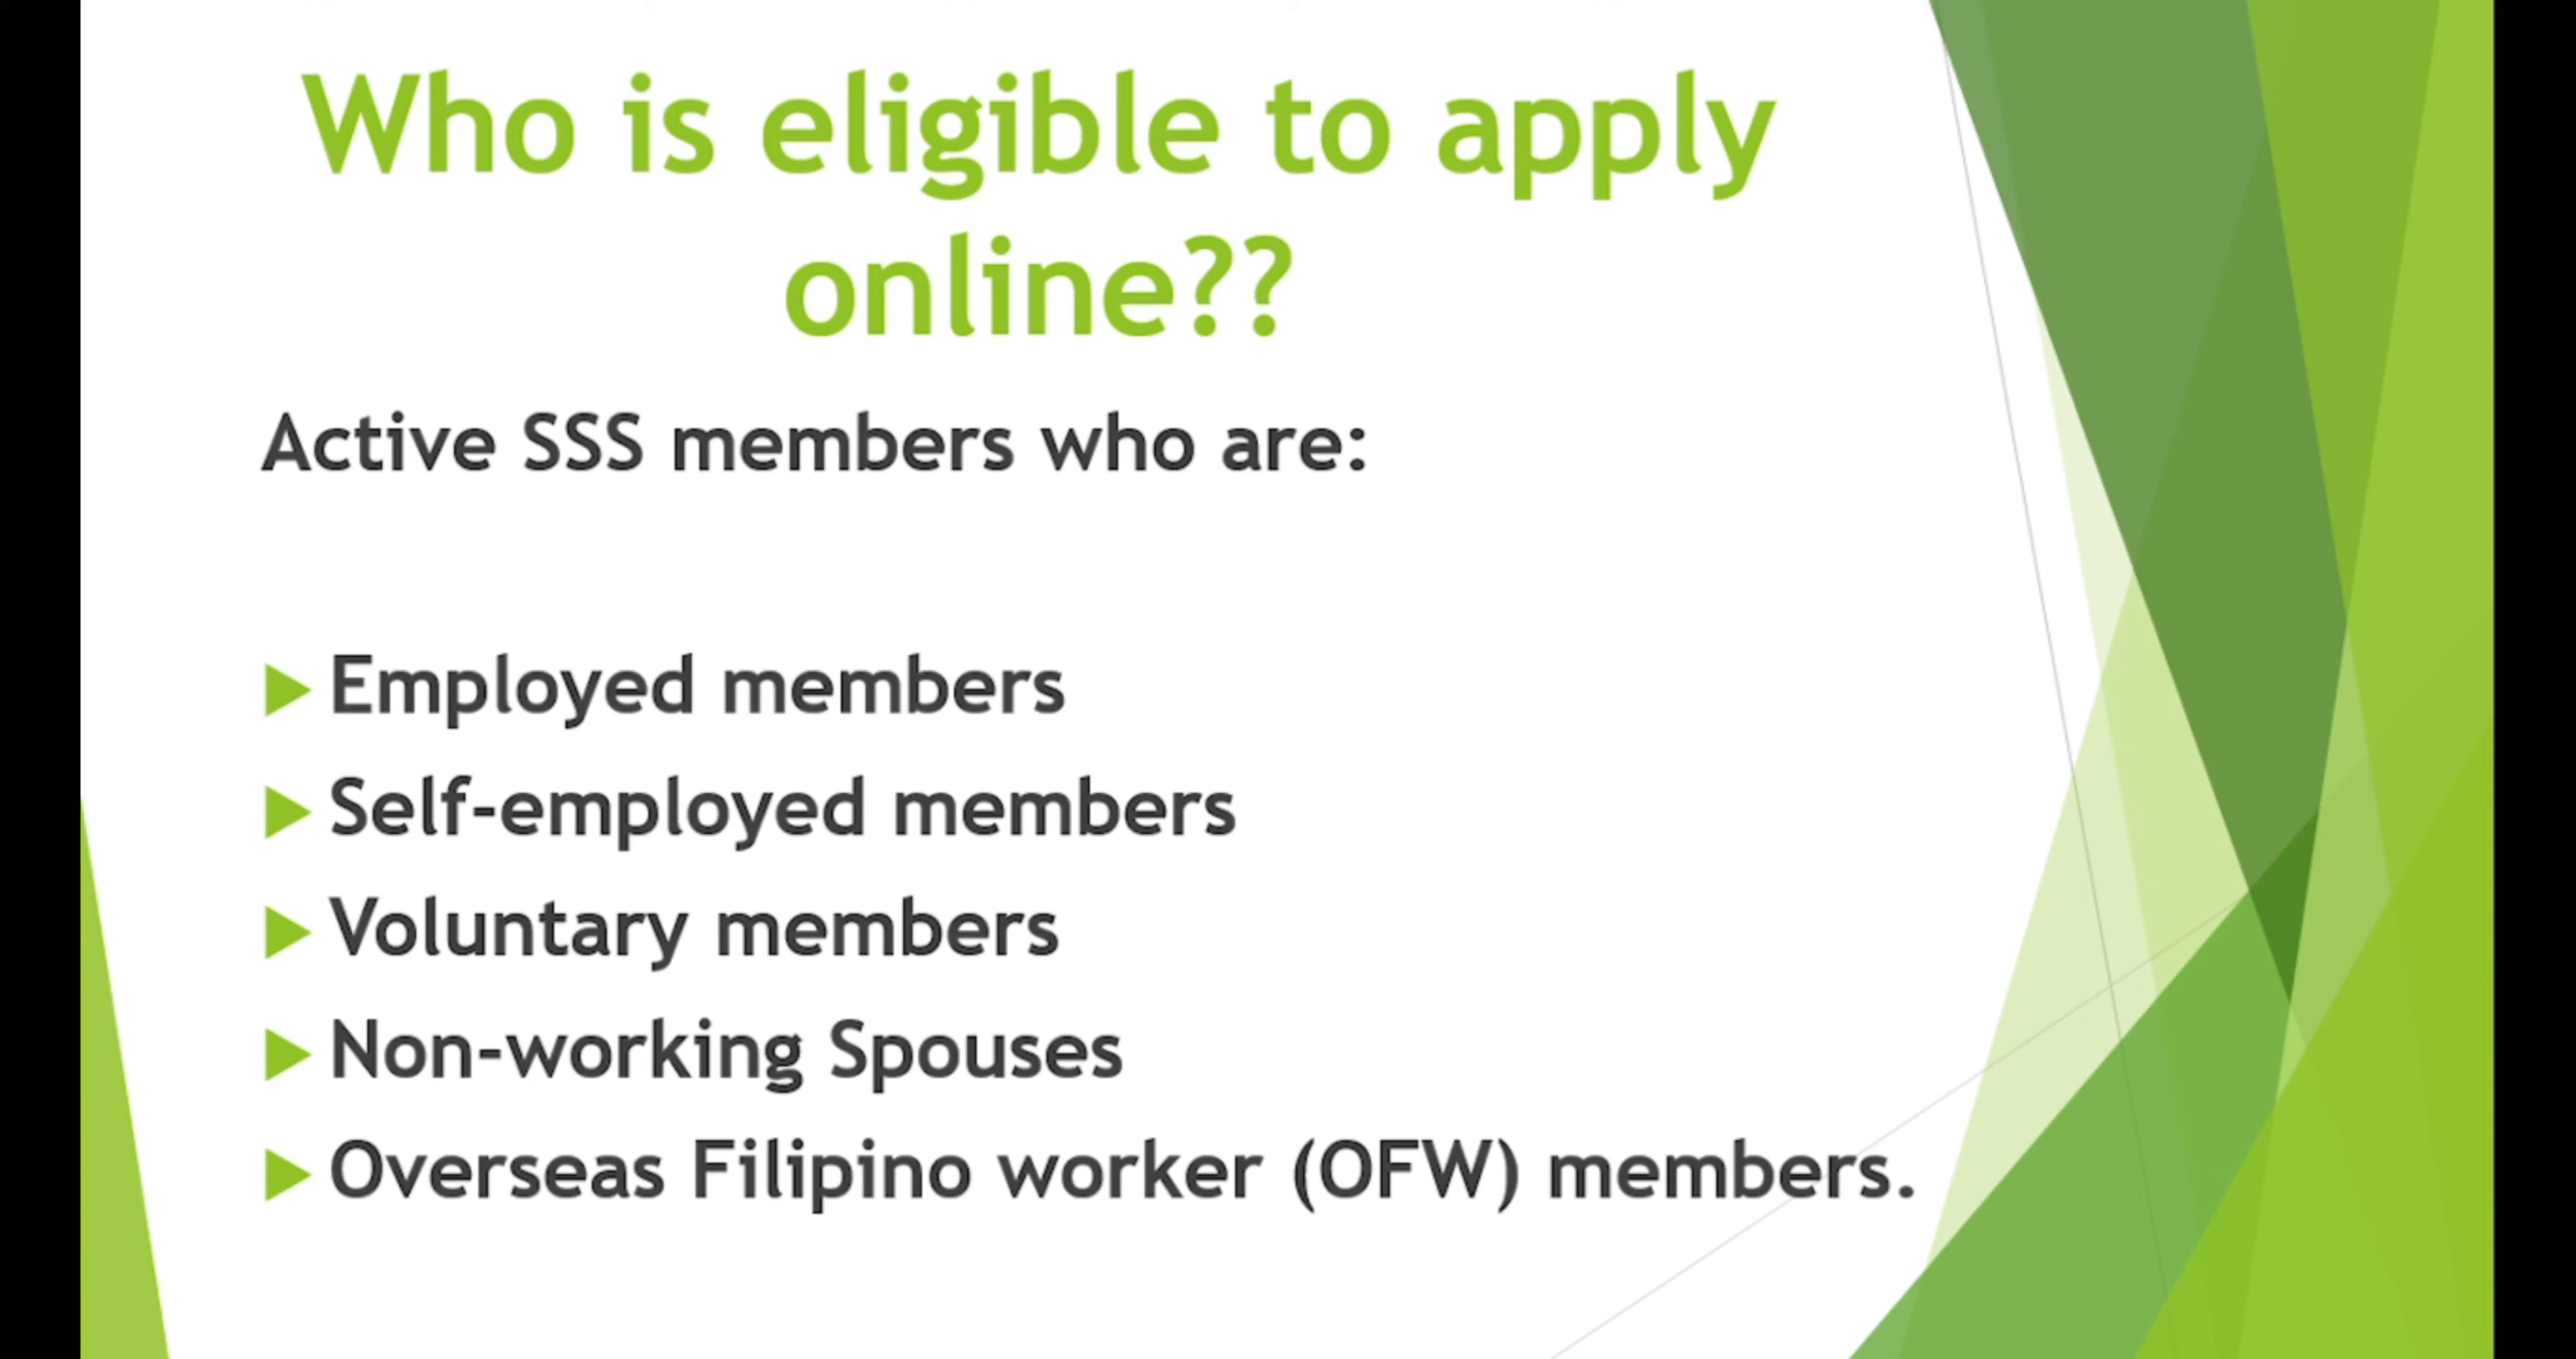 Who is eligible to apply
online??
Active SSS members who are:
Employed members
Self-employed members
Voluntary members
Non-working Spouses
Overseas Filipino worker (OFW) members.